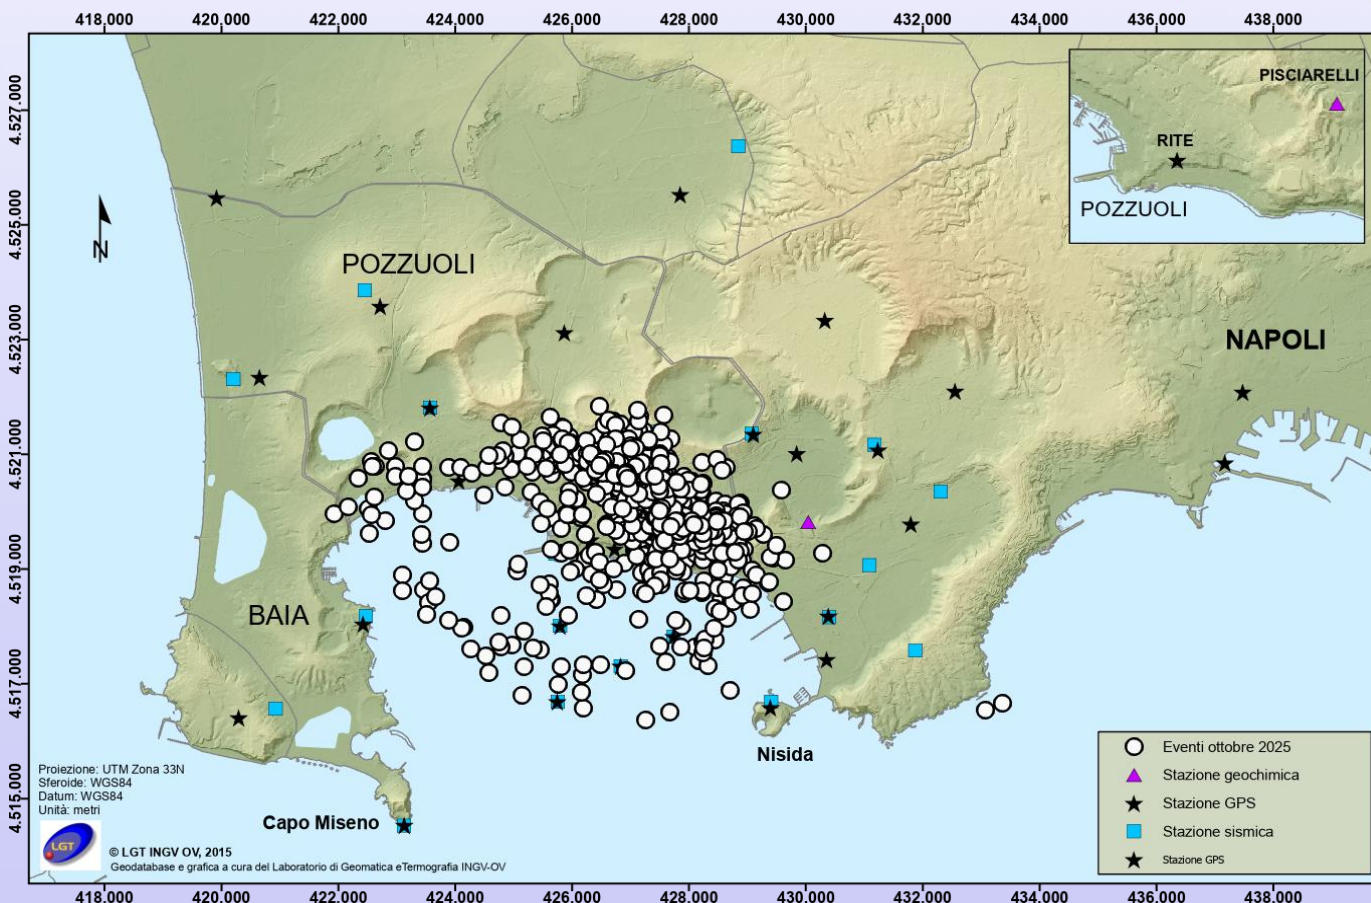 418.000 420.000 422.000 424.000 426.000 428.000 430.000 432.000 434.000 436.000 438.000
4.527.000
4.525.000
4.523.000
4.521.000
4.519.000
4.517.000
4.515.000
PISCIARELLI
RITE
POZZUOLI
N
POZZUOLI
NAPOLI
BAIA
Nisida
Capo Miseno
Proiezione: UTM Zona 33N
Sferoide: WGS84
Datum: WGS84
Unità: metri
LGT
© LGT INGV OV, 2015
Geodatabase e grafica a cura del Laboratorio di Geomatica eTermografia INGV-OV
Eventi ottobre 2025
Stazione geochimica
Stazione GPS
Stazione sismica
Stazione GPS
418.000 420.000 422.000 424.000 426.000 428.000 430.000 432.000 434.000 436.000 438.000